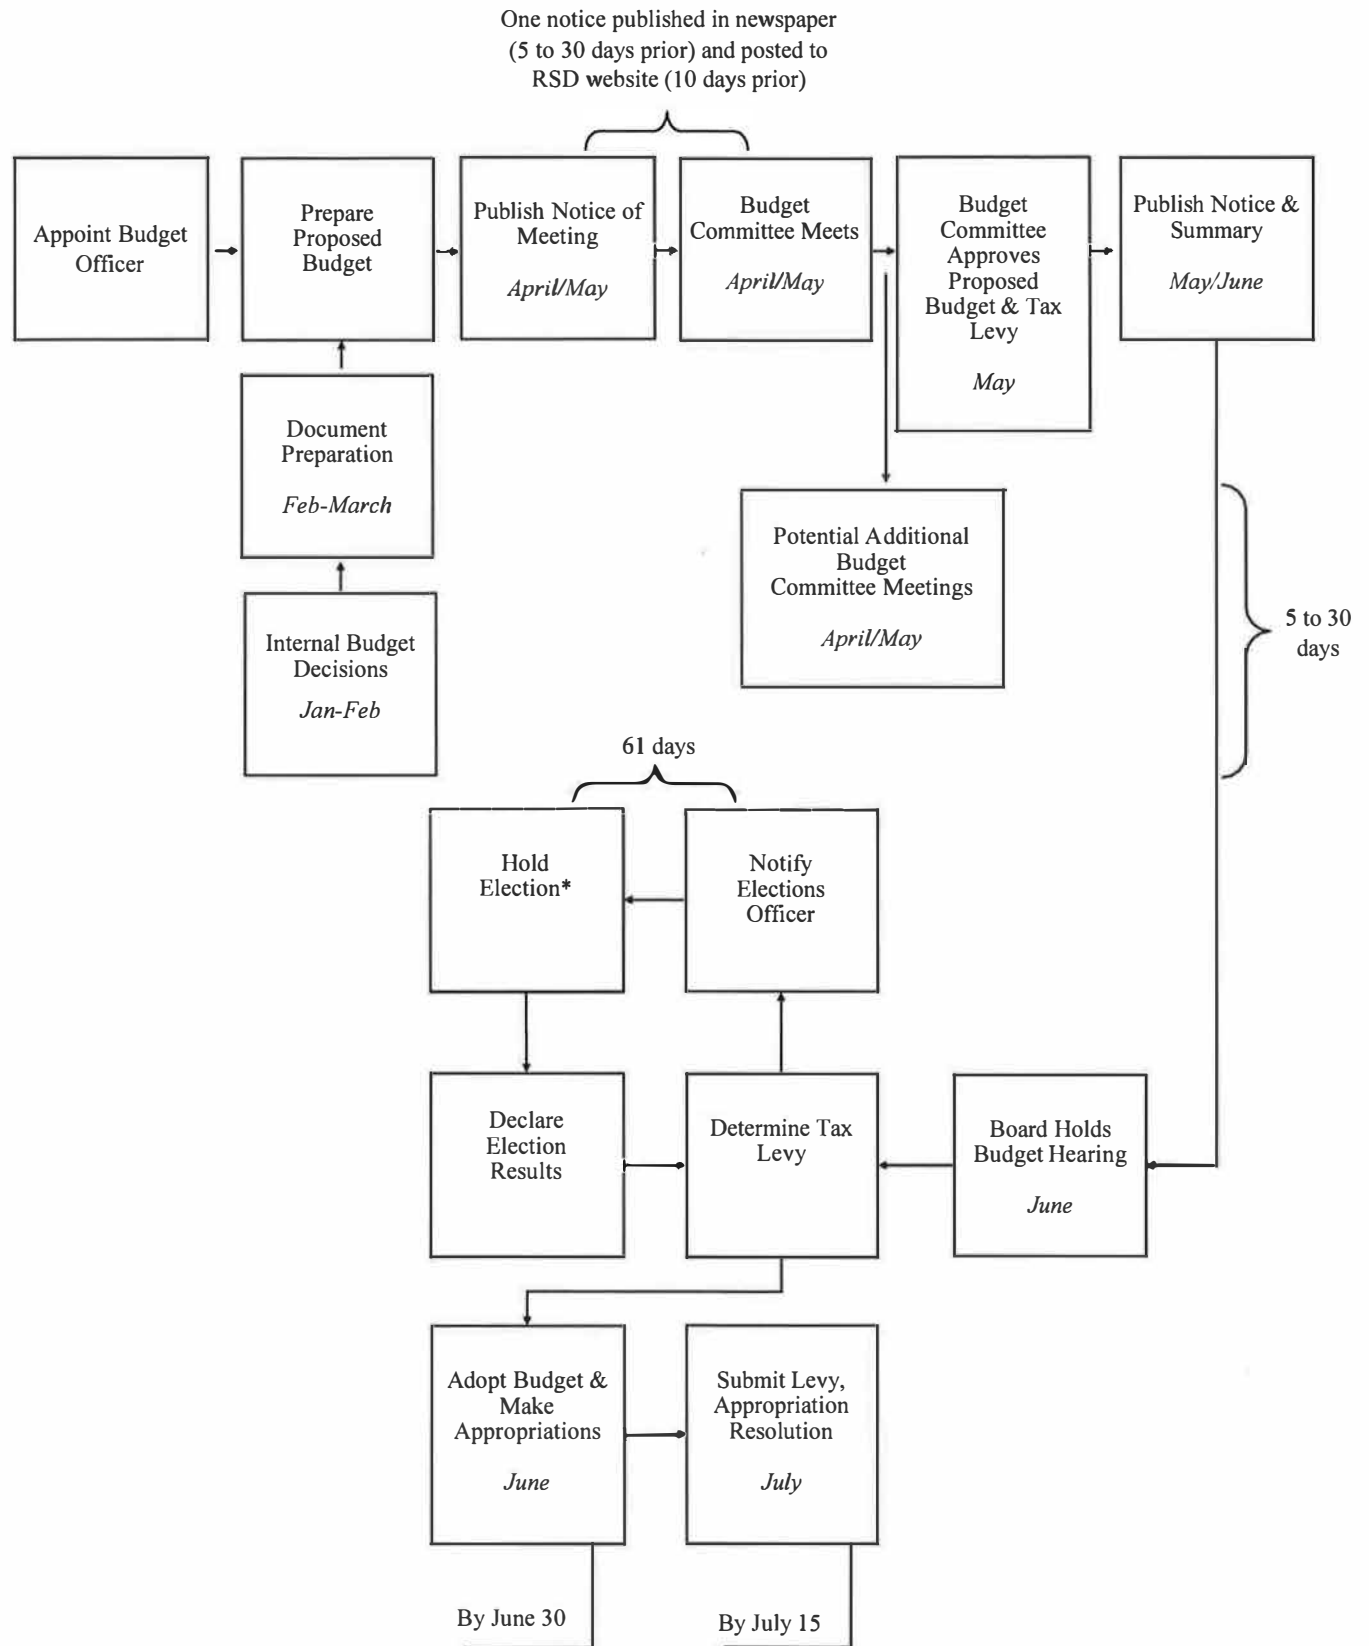 One notice published in newspaper
(5 to 30 days prior) and posted to
RSD website (10 days prior)
Appoint Budget
Officer
Prepare
Proposed
Budget
Publish Notice of
Meeting
April/May
Budget
Committee Meets
April/May
Budget
Committee
Approves
Proposed
Budget & Tax
Levy
May
Publish Notice &
Summary
May/June
Document
Preparation
Feb-March
Potential Additional
Budget
Committee Meetings
April/May
5 to 30
days
Internal Budget
Decisions
Jan-Feb
61 days
Hold
Election*
Notify
Elections
Officer
Declare
Election
Results
Determine Tax
Levy
Board Holds
Budget Hearing
June
Adopt Budget &
Make
Appropriations
June
Submit Levy,
Appropriation
Resolution
July
By June 30
By July 15